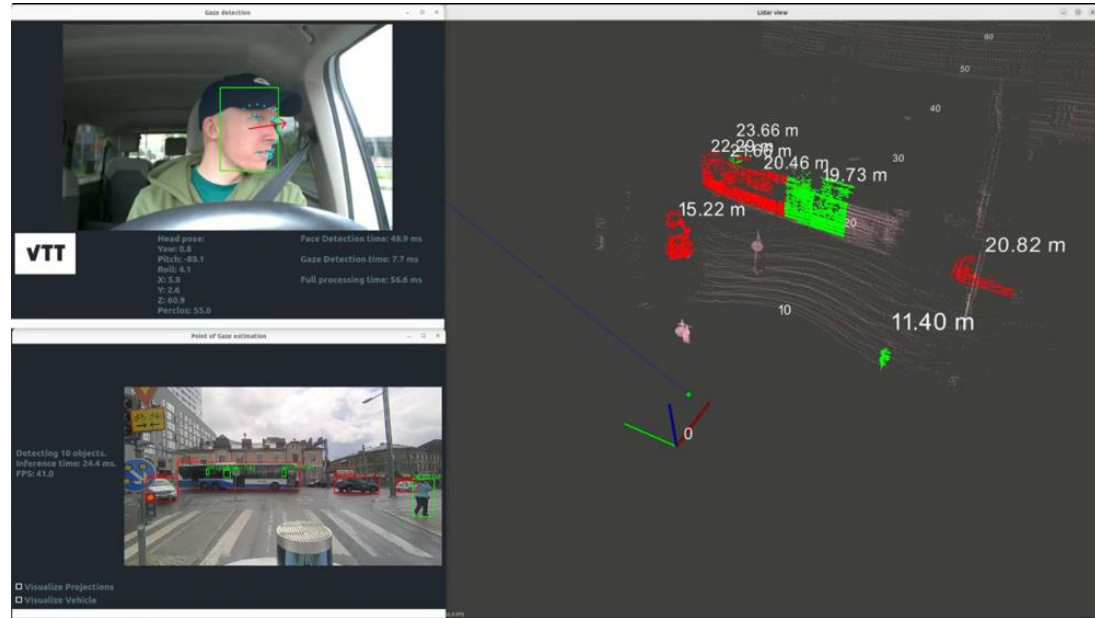 Gaze detection
VTT
Head pose:
Yaw: 0.8
Pitch: -80.1
Roll: 4.1
X: 5.8
Y: 2.6
Z: 60.9
Perclos: 55.0
Face Detection time: 48.9 ms
Gaze Detection time: 7.7 ms
Full processing time: 56.6 ms
Point of Gaze estimation
Detecting 10 objects.
Inference time: 24.4 ms.
FPS: 41.0
Visualize Projections
Visualize Vehicle
Lidar view
60
50
40
30
20
10
0
23.66 m
22.29 m
21.66 m
20.46 m
19.73 m
15.22 m
20.82 m
11.40 m